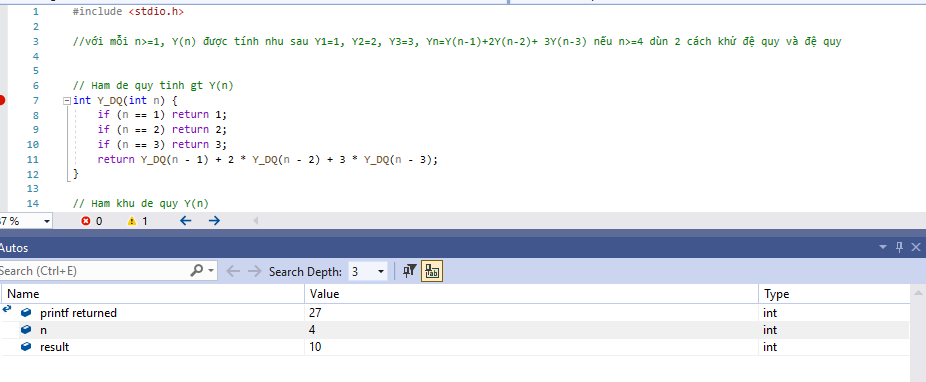 1 #include <stdio.h>
2
3 //với mỗi n>=1, Y(n) được tính nhu sau Y1=1, Y2=2, Y3=3, Yn=Y(n-1)+2Y(n-2)+ 3Y(n-3) nếu n>=4 dùn 2 cách khử đệ quy và đệ quy
4
5
6 // Ham de quy tinh gt Y(n)
7 int Y_DQ(int n) {
8 if (n == 1) return 1;
9 if (n == 2) return 2;
10 if (n == 3) return 3;
11 return Y_DQ(n - 1) + 2 * Y_DQ(n - 2) + 3 * Y_DQ(n - 3);
12 }
13
14 // Ham khu de quy Y(n)
7 % 0 1
Autos
Search (Ctrl+E) Search Depth: 3
Name Value Type
printf returned 27 int
n 4 int
result 10 int